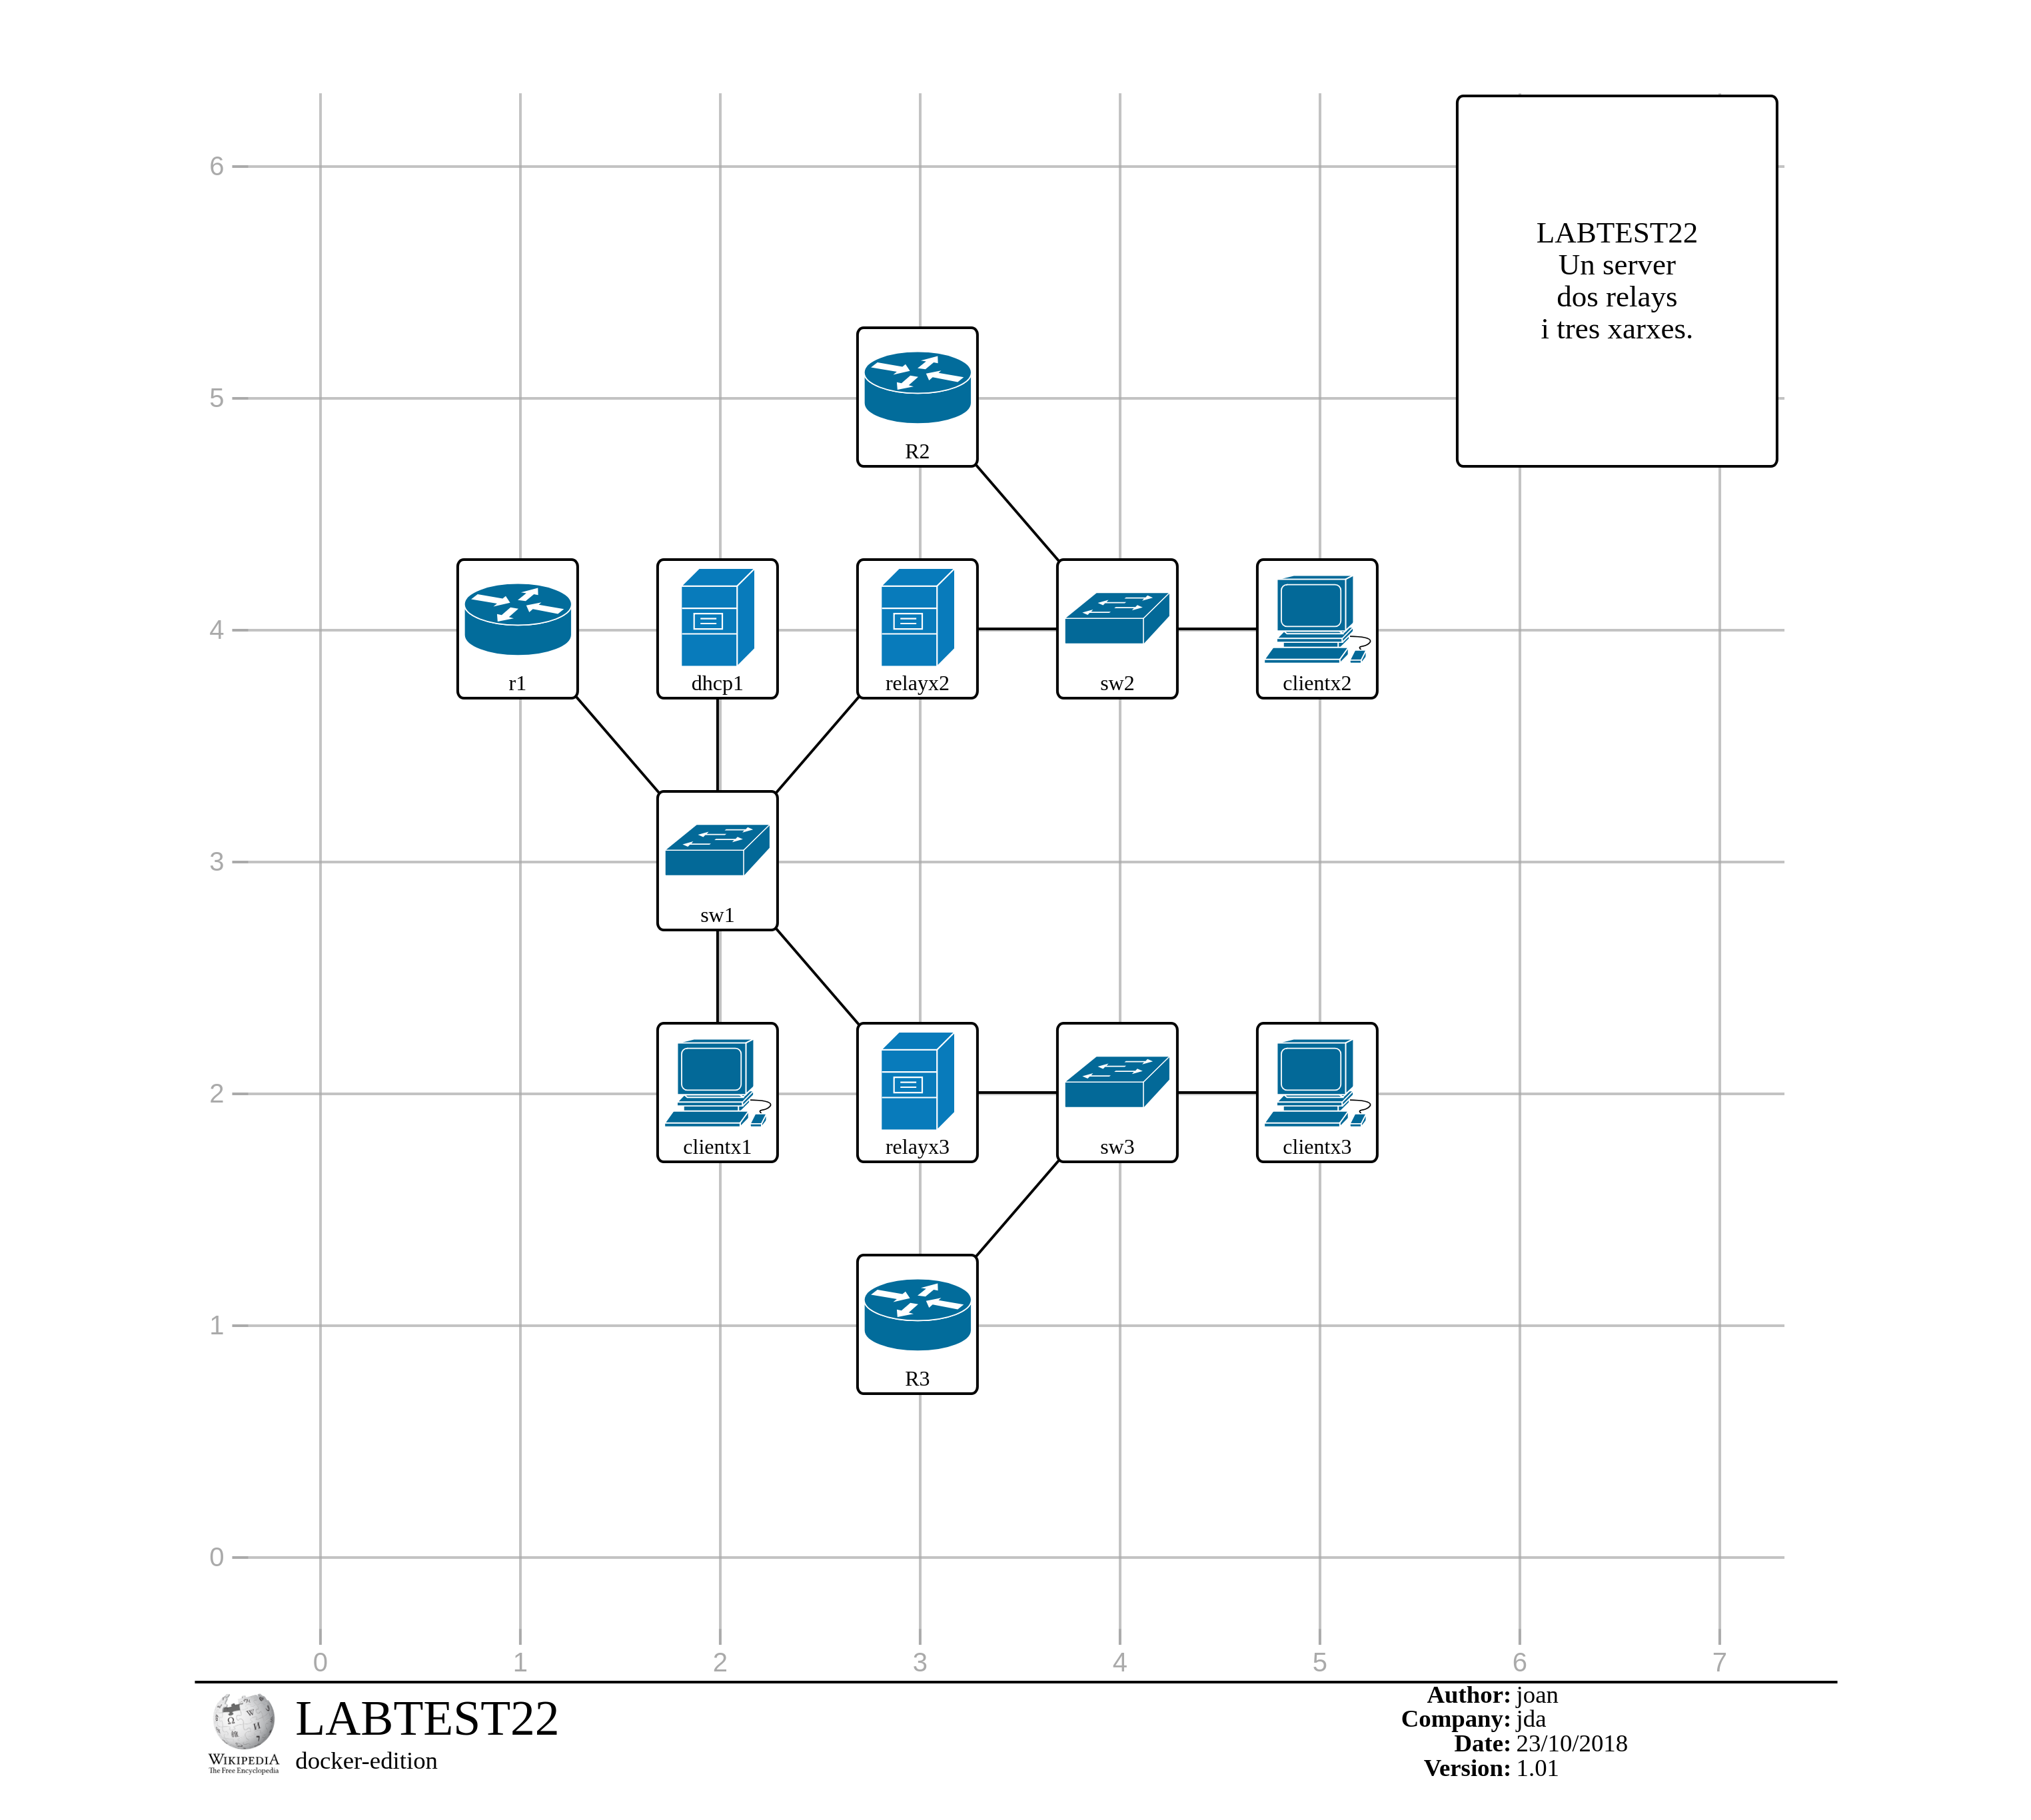 6
LABTEST22
Un server
dos relays
i tres xarxes.
5
R2
4
r1
dhcp1
relayx2
sw2
clientx2
3
sw1
2
clientx1
relayx3
sw3
clientx3
1
R3
0
0 1 2 3 4 5 6 7
WIKIPEDIA
The Free Encyclopedia
LABTEST22
docker-edition
Author: joan
Company: jda
Date: 23/10/2018
Version: 1.01